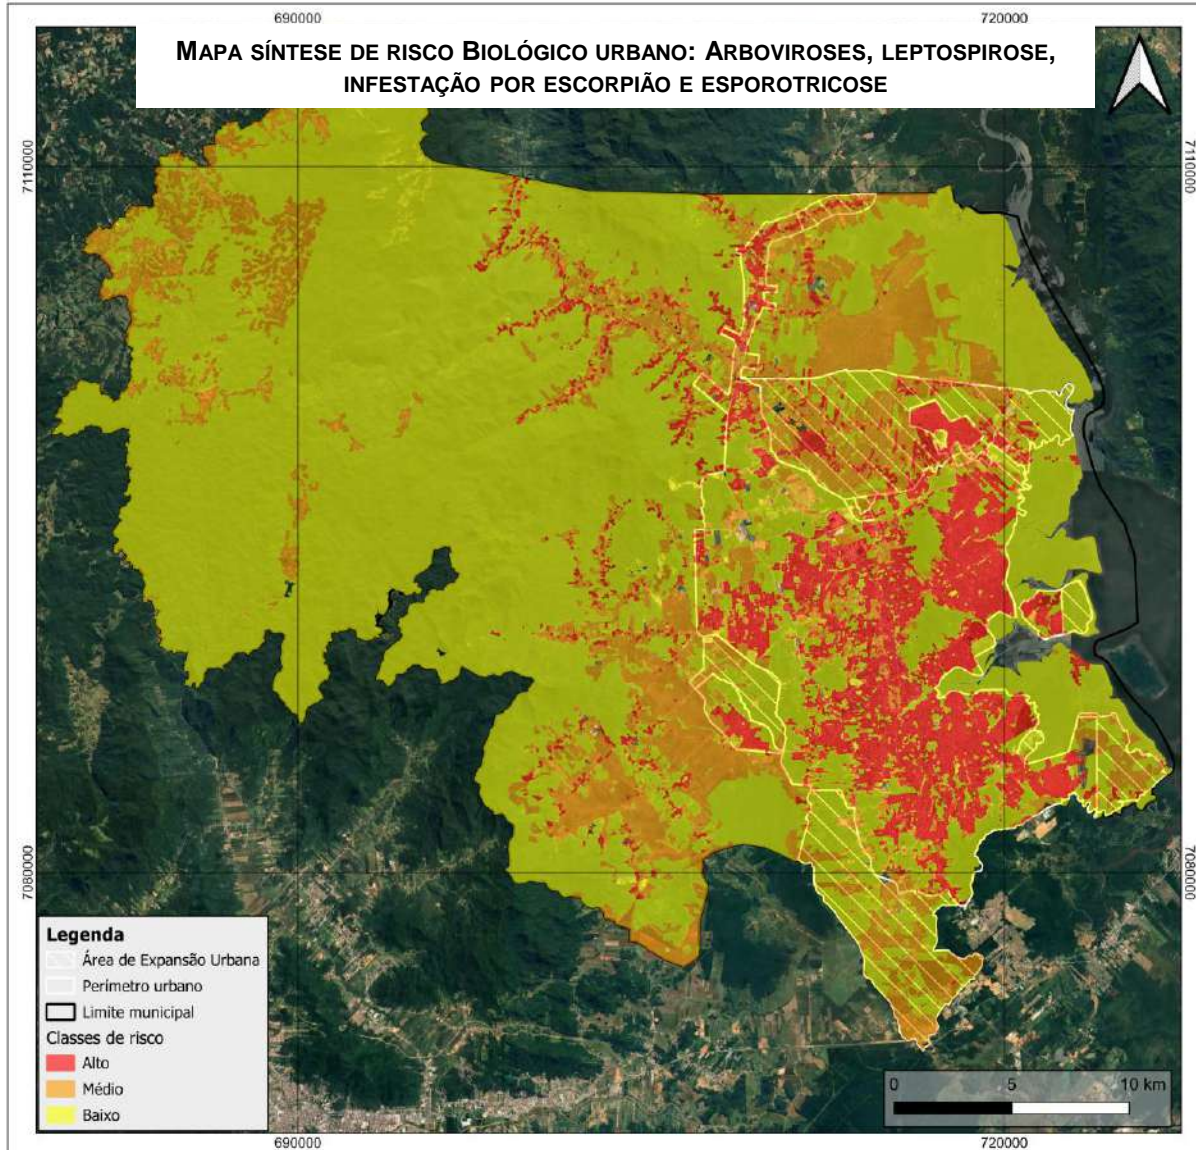 690000
720000
MAPA SÍNTESE DE RISCO BIOLÓGICO URBANO: ARBOVIROSES, LEPTOSPIROSE,
INFESTAÇÃO POR ESCORPIÃO E ESPOROTRICOSE
7110000
7110000
7080000
7080000
Legenda
Área de Expansão Urbana
Perímetro urbano
Limite municipal
Classes de risco
Alto
Médio
Baixo
0 5 10 km
690000
720000